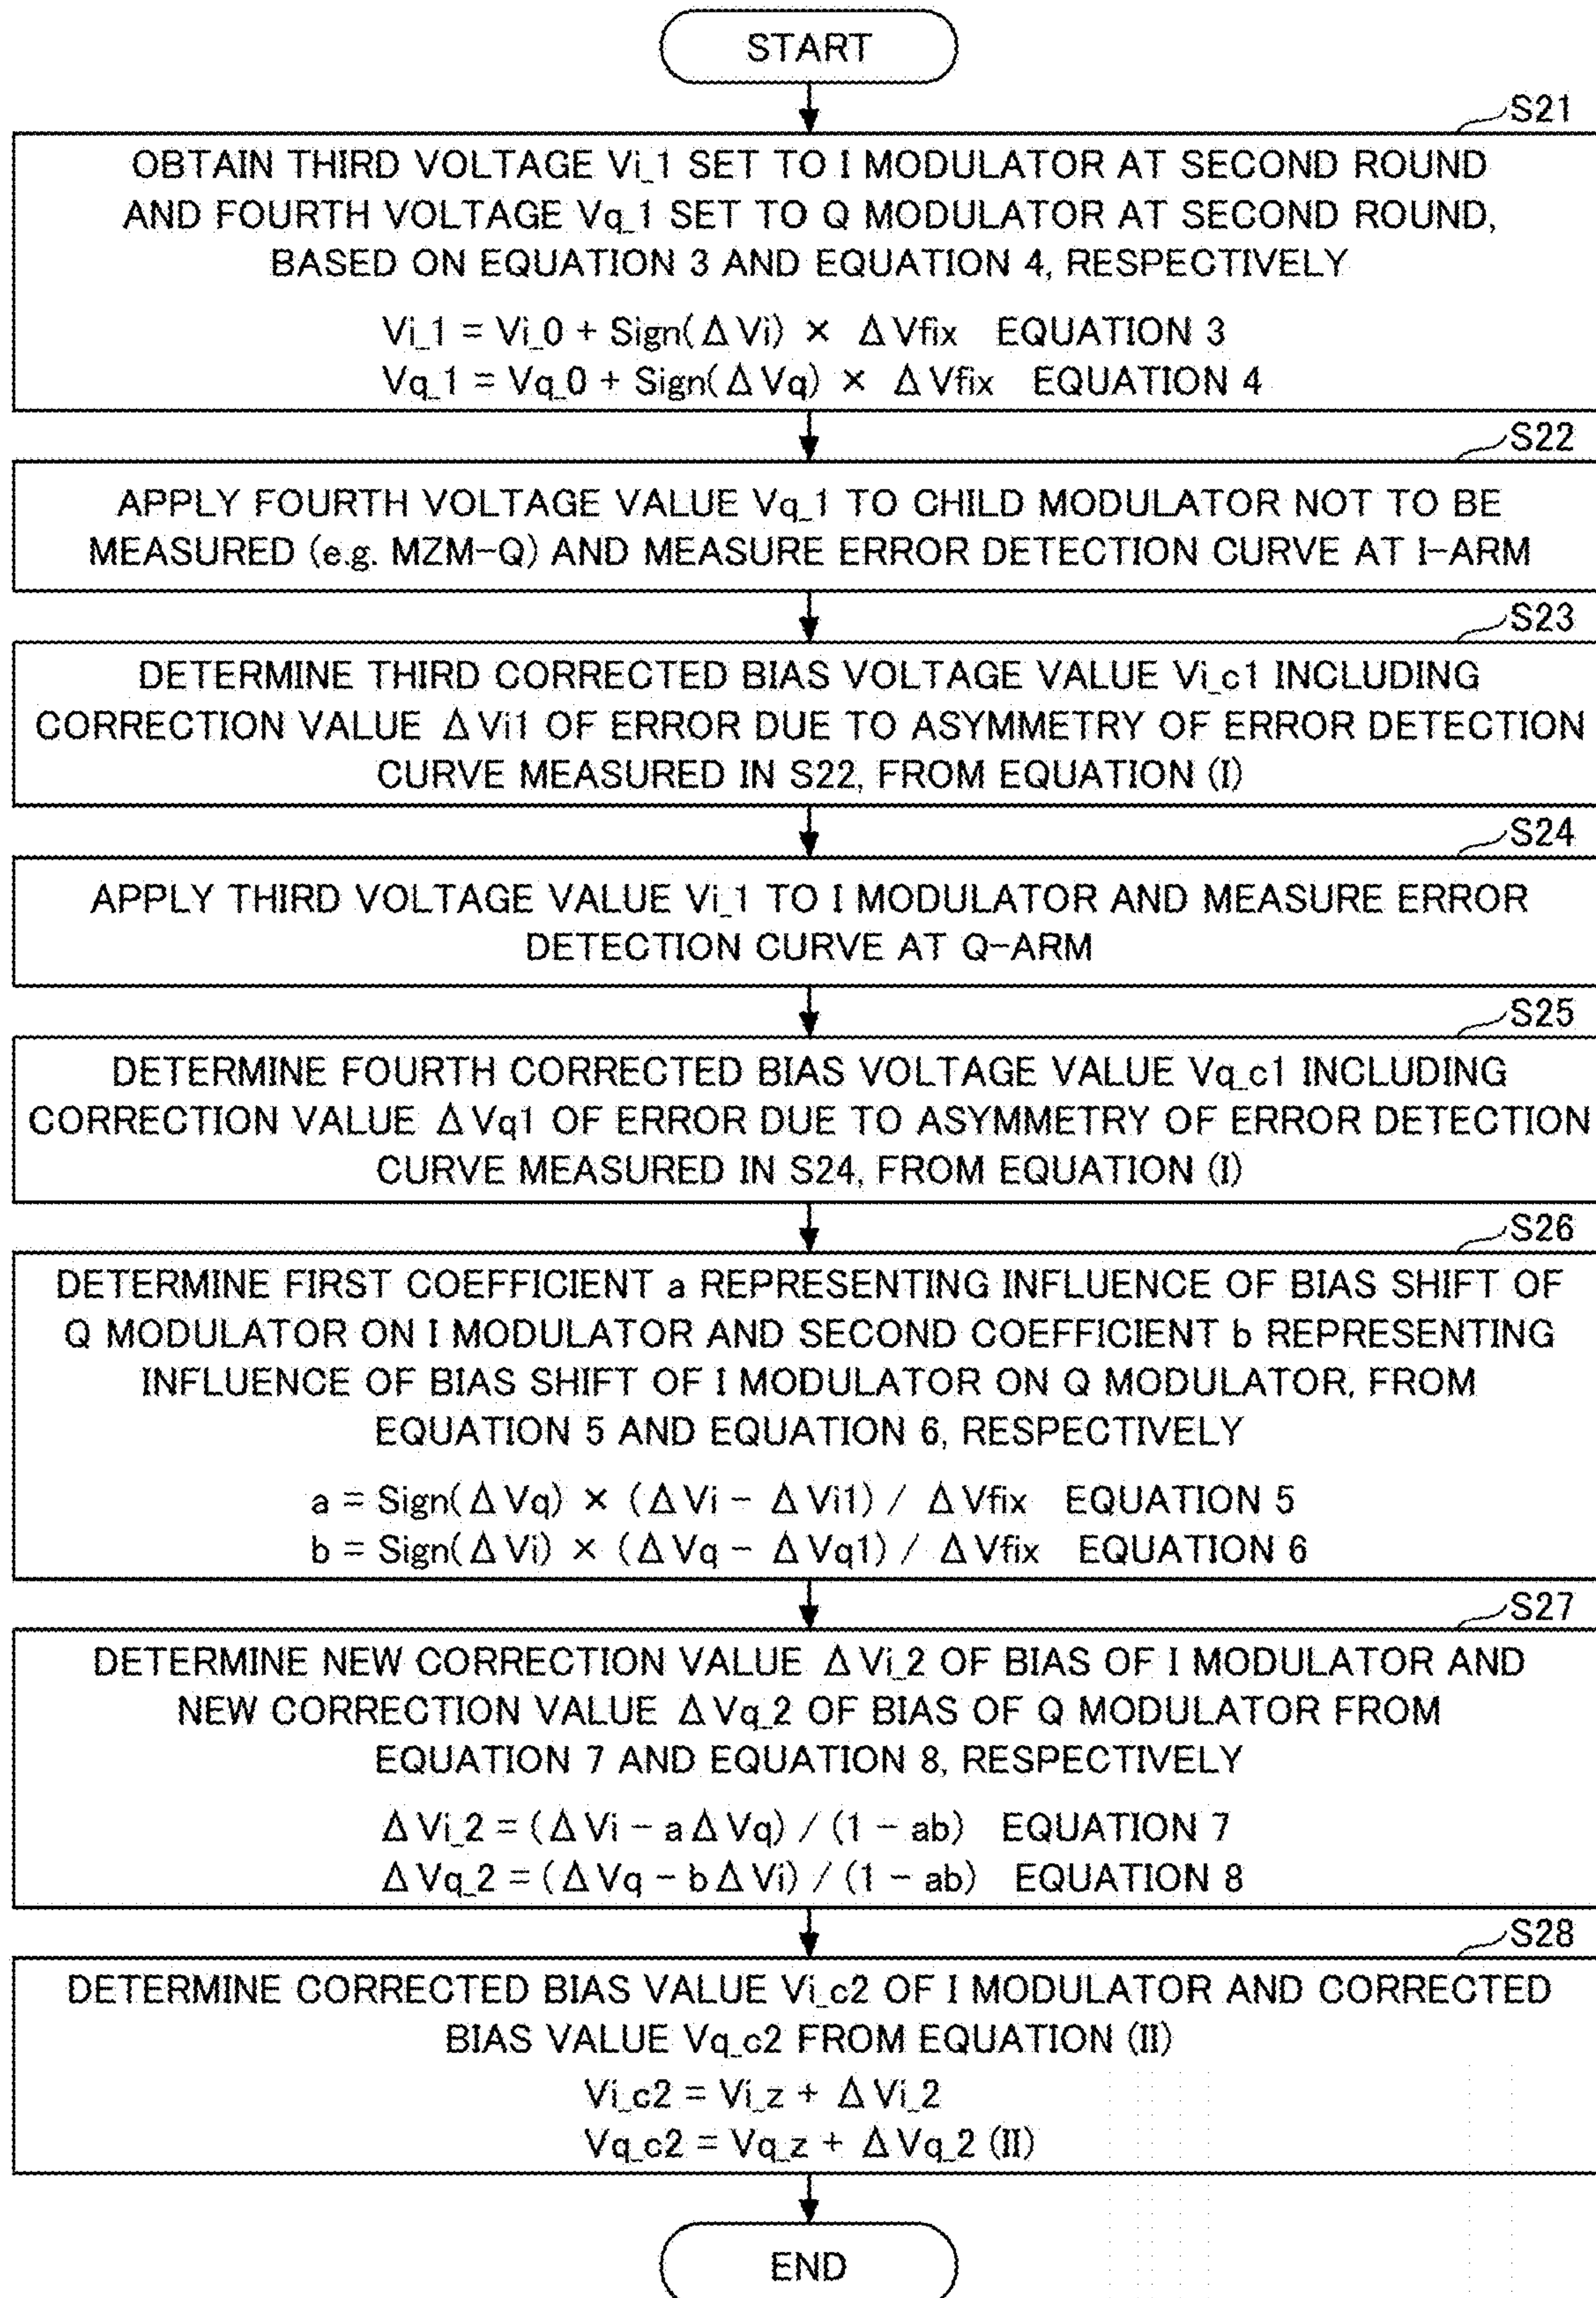 START
S21
OBTAIN THIRD VOLTAGE Vi_1 SET TO I MODULATOR AT SECOND ROUND
AND FOURTH VOLTAGE Vq_1 SET TO Q MODULATOR AT SECOND ROUND,
BASED ON EQUATION 3 AND EQUATION 4, RESPECTIVELY
Vi_1 = Vi_0 + Sign(ΔVi) × ΔVfix EQUATION 3
Vq_1 = Vq_0 + Sign(ΔVq) × ΔVfix EQUATION 4
S22
APPLY FOURTH VOLTAGE VALUE Vq_1 TO CHILD MODULATOR NOT TO BE
MEASURED (e.g. MZM-Q) AND MEASURE ERROR DETECTION CURVE AT I-ARM
S23
DETERMINE THIRD CORRECTED BIAS VOLTAGE VALUE Vi_c1 INCLUDING
CORRECTION VALUE ΔVi1 OF ERROR DUE TO ASYMMETRY OF ERROR DETECTION
CURVE MEASURED IN S22, FROM EQUATION (I)
S24
APPLY THIRD VOLTAGE VALUE Vi_1 TO I MODULATOR AND MEASURE ERROR
DETECTION CURVE AT Q-ARM
S25
DETERMINE FOURTH CORRECTED BIAS VOLTAGE VALUE Vq_c1 INCLUDING
CORRECTION VALUE ΔVq1 OF ERROR DUE TO ASYMMETRY OF ERROR DETECTION
CURVE MEASURED IN S24, FROM EQUATION (I)
S26
DETERMINE FIRST COEFFICIENT a REPRESENTING INFLUENCE OF BIAS SHIFT OF
Q MODULATOR ON I MODULATOR AND SECOND COEFFICIENT b REPRESENTING
INFLUENCE OF BIAS SHIFT OF I MODULATOR ON Q MODULATOR, FROM
EQUATION 5 AND EQUATION 6, RESPECTIVELY
a = Sign(ΔVq) × (ΔVi - ΔVi1) / ΔVfix EQUATION 5
b = Sign(ΔVi) × (ΔVq - ΔVq1) / ΔVfix EQUATION 6
S27
DETERMINE NEW CORRECTION VALUE ΔVi_2 OF BIAS OF I MODULATOR AND
NEW CORRECTION VALUE ΔVq_2 OF BIAS OF Q MODULATOR FROM
EQUATION 7 AND EQUATION 8, RESPECTIVELY
ΔVi_2 = (ΔVi - aΔVq) / (1 - ab) EQUATION 7
ΔVq_2 = (ΔVq - bΔVi) / (1 - ab) EQUATION 8
S28
DETERMINE CORRECTED BIAS VALUE Vi_c2 OF I MODULATOR AND CORRECTED
BIAS VALUE Vq_c2 FROM EQUATION (II)
Vi_c2 = Vi_z + ΔVi_2
Vq_c2 = Vq_z + ΔVq_2 (II)
END